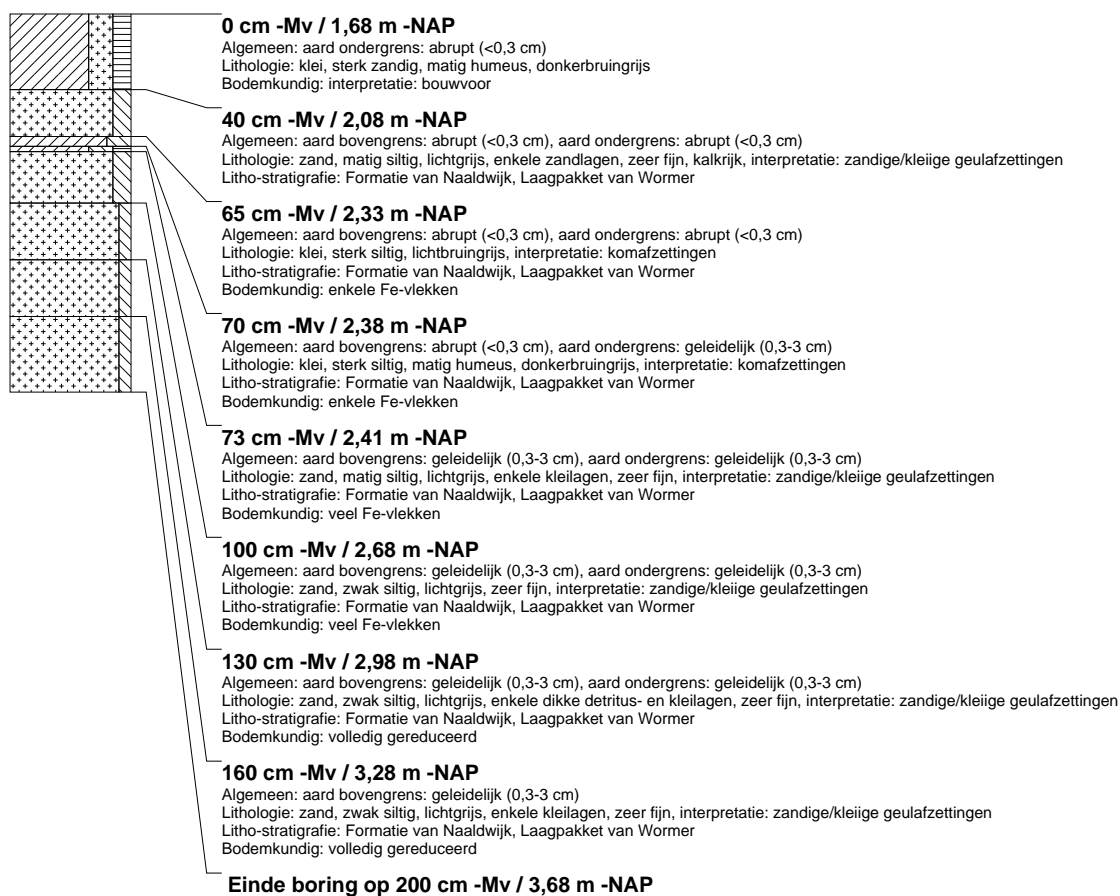 0 cm -Mv / 1,68 m -NAP
Algemeen: aard ondergrens: abrupt (<0,3 cm)
Lithologie: klei, sterk zandig, matig humeus, donkerbruingrijs
Bodemkundig: interpretatie: bouwvoor
40 cm -Mv / 2,08 m -NAP
Algemeen: aard bovengrens: abrupt (<0,3 cm), aard ondergrens: abrupt (<0,3 cm)
Lithologie: zand, matig siltig, lichtgrijs, enkele zandlagen, zeer fijn, kalkrijk, interpretatie: zandige/kleiige geulafzettingen
Litho-stratigrafie: Formatie van Naaldwijk, Laagpakket van Wormer
65 cm -Mv / 2,33 m -NAP
Algemeen: aard bovengrens: abrupt (<0,3 cm), aard ondergrens: abrupt (<0,3 cm)
Lithologie: klei, sterk siltig, lichtbruingrijs, interpretatie: komafzettingen
Litho-stratigrafie: Formatie van Naaldwijk, Laagpakket van Wormer
Bodemkundig: enkele Fe-vlekken
70 cm -Mv / 2,38 m -NAP
Algemeen: aard bovengrens: abrupt (<0,3 cm), aard ondergrens: geleidelijk (0,3-3 cm)
Lithologie: klei, sterk siltig, matig humeus, donkerbruingrijs, interpretatie: komafzettingen
Litho-stratigrafie: Formatie van Naaldwijk, Laagpakket van Wormer
Bodemkundig: enkele Fe-vlekken
73 cm -Mv / 2,41 m -NAP
Algemeen: aard bovengrens: geleidelijk (0,3-3 cm), aard ondergrens: geleidelijk (0,3-3 cm)
Lithologie: zand, matig siltig, lichtgrijs, enkele kleilagen, zeer fijn, interpretatie: zandige/kleiige geulafzettingen
Litho-stratigrafie: Formatie van Naaldwijk, Laagpakket van Wormer
Bodemkundig: veel Fe-vlekken
100 cm -Mv / 2,68 m -NAP
Algemeen: aard bovengrens: geleidelijk (0,3-3 cm), aard ondergrens: geleidelijk (0,3-3 cm)
Lithologie: zand, zwak siltig, lichtgrijs, zeer fijn, interpretatie: zandige/kleiige geulafzettingen
Litho-stratigrafie: Formatie van Naaldwijk, Laagpakket van Wormer
Bodemkundig: veel Fe-vlekken
130 cm -Mv / 2,98 m -NAP
Algemeen: aard bovengrens: geleidelijk (0,3-3 cm), aard ondergrens: geleidelijk (0,3-3 cm)
Lithologie: zand, zwak siltig, lichtgrijs, enkele dikke detritus- en kleilagen, zeer fijn, interpretatie: zandige/kleiige geulafzettingen
Litho-stratigrafie: Formatie van Naaldwijk, Laagpakket van Wormer
Bodemkundig: volledig gereduceerd
160 cm -Mv / 3,28 m -NAP
Algemeen: aard bovengrens: geleidelijk (0,3-3 cm)
Lithologie: zand, zwak siltig, lichtgrijs, enkele kleilagen, zeer fijn, interpretatie: zandige/kleiige geulafzettingen
Litho-stratigrafie: Formatie van Naaldwijk, Laagpakket van Wormer
Bodemkundig: volledig gereduceerd
Einde boring op 200 cm -Mv / 3,68 m -NAP